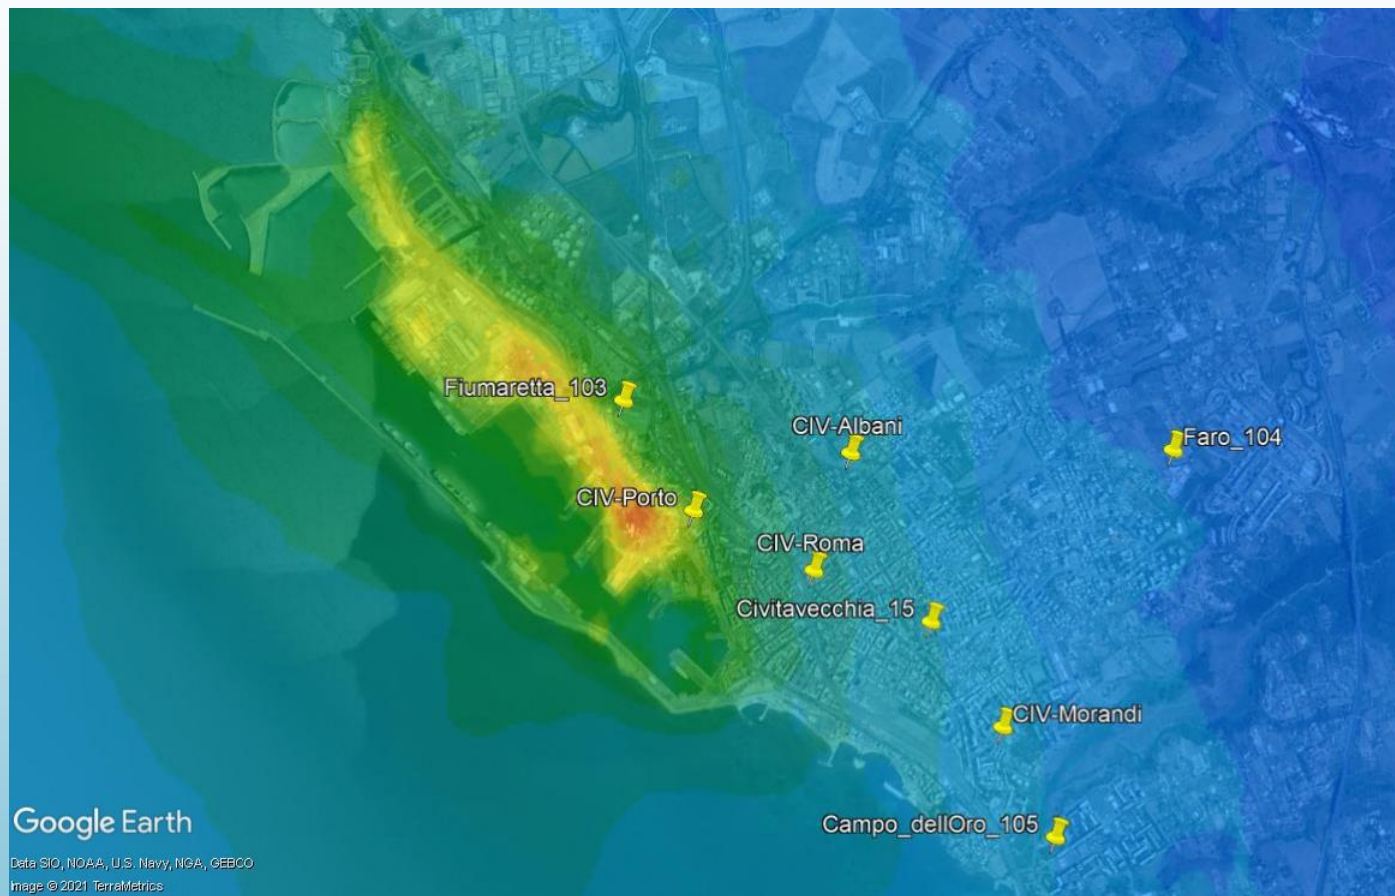 Fiumaretta_103
CIV-Albani
Faro_104
CIV-Porto
CIV-Roma
Civitavecchia_15
CIV-Morandi
Campo_dellOro_105
Google Earth
Data SIO, NOAA, U.S. Navy, NGA, GEBCO
Image © 2021 TerraMetrics